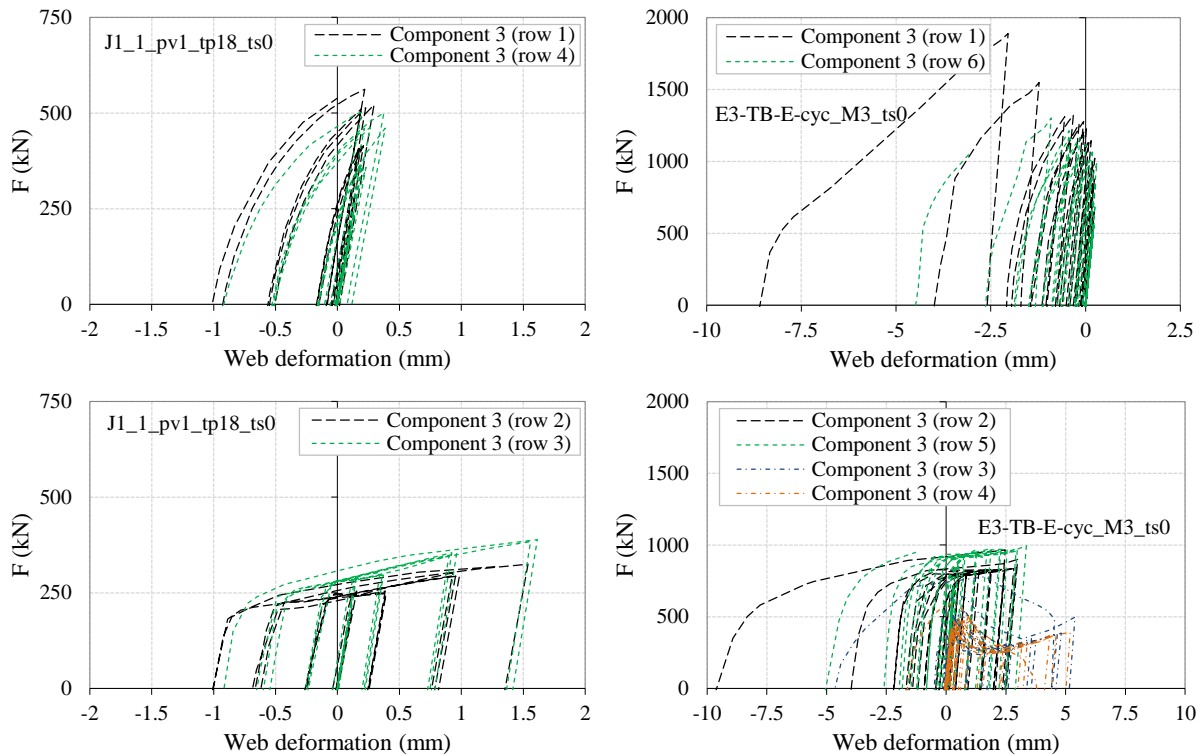 750
500
250
0
F (kN)
J1_1_pv1_tp18_ts0
Component 3 (row 1)
Component 3 (row 4)
-2 -1.5 -1 -0.5 0 0.5 1 1.5 2
Web deformation (mm)
2000
1500
1000
500
0
F (kN)
Component 3 (row 1)
Component 3 (row 6)
E3-TB-E-cyc_M3_ts0
-10 -7.5 -5 -2.5 0 2.5
Web deformation (mm)
750
500
250
0
F (kN)
J1_1_pv1_tp18_ts0
Component 3 (row 2)
Component 3 (row 3)
-2 -1.5 -1 -0.5 0 0.5 1 1.5 2
Web deformation (mm)
2000
1500
1000
500
0
F (kN)
Component 3 (row 2)
Component 3 (row 5)
Component 3 (row 3)
Component 3 (row 4)
E3-TB-E-cyc_M3_ts0
-10 -7.5 -5 -2.5 0 2.5 5 7.5 10
Web deformation (mm)